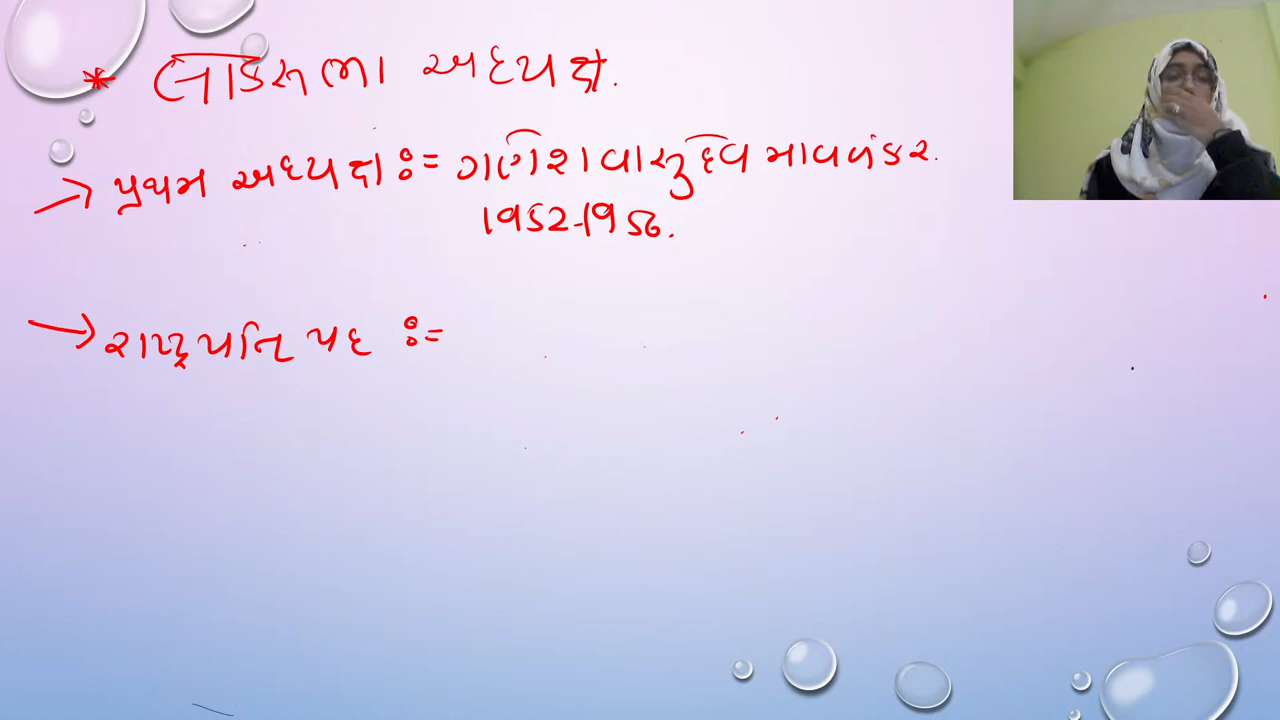 * લોકસભા અધ્યક્ષ.
→ પ્રથમ અધ્યક્ષ :- ગણેશ વાસુદેવ માવળંકર.
1952-1956.
→ રાષ્ટ્રપતિ પદ :-